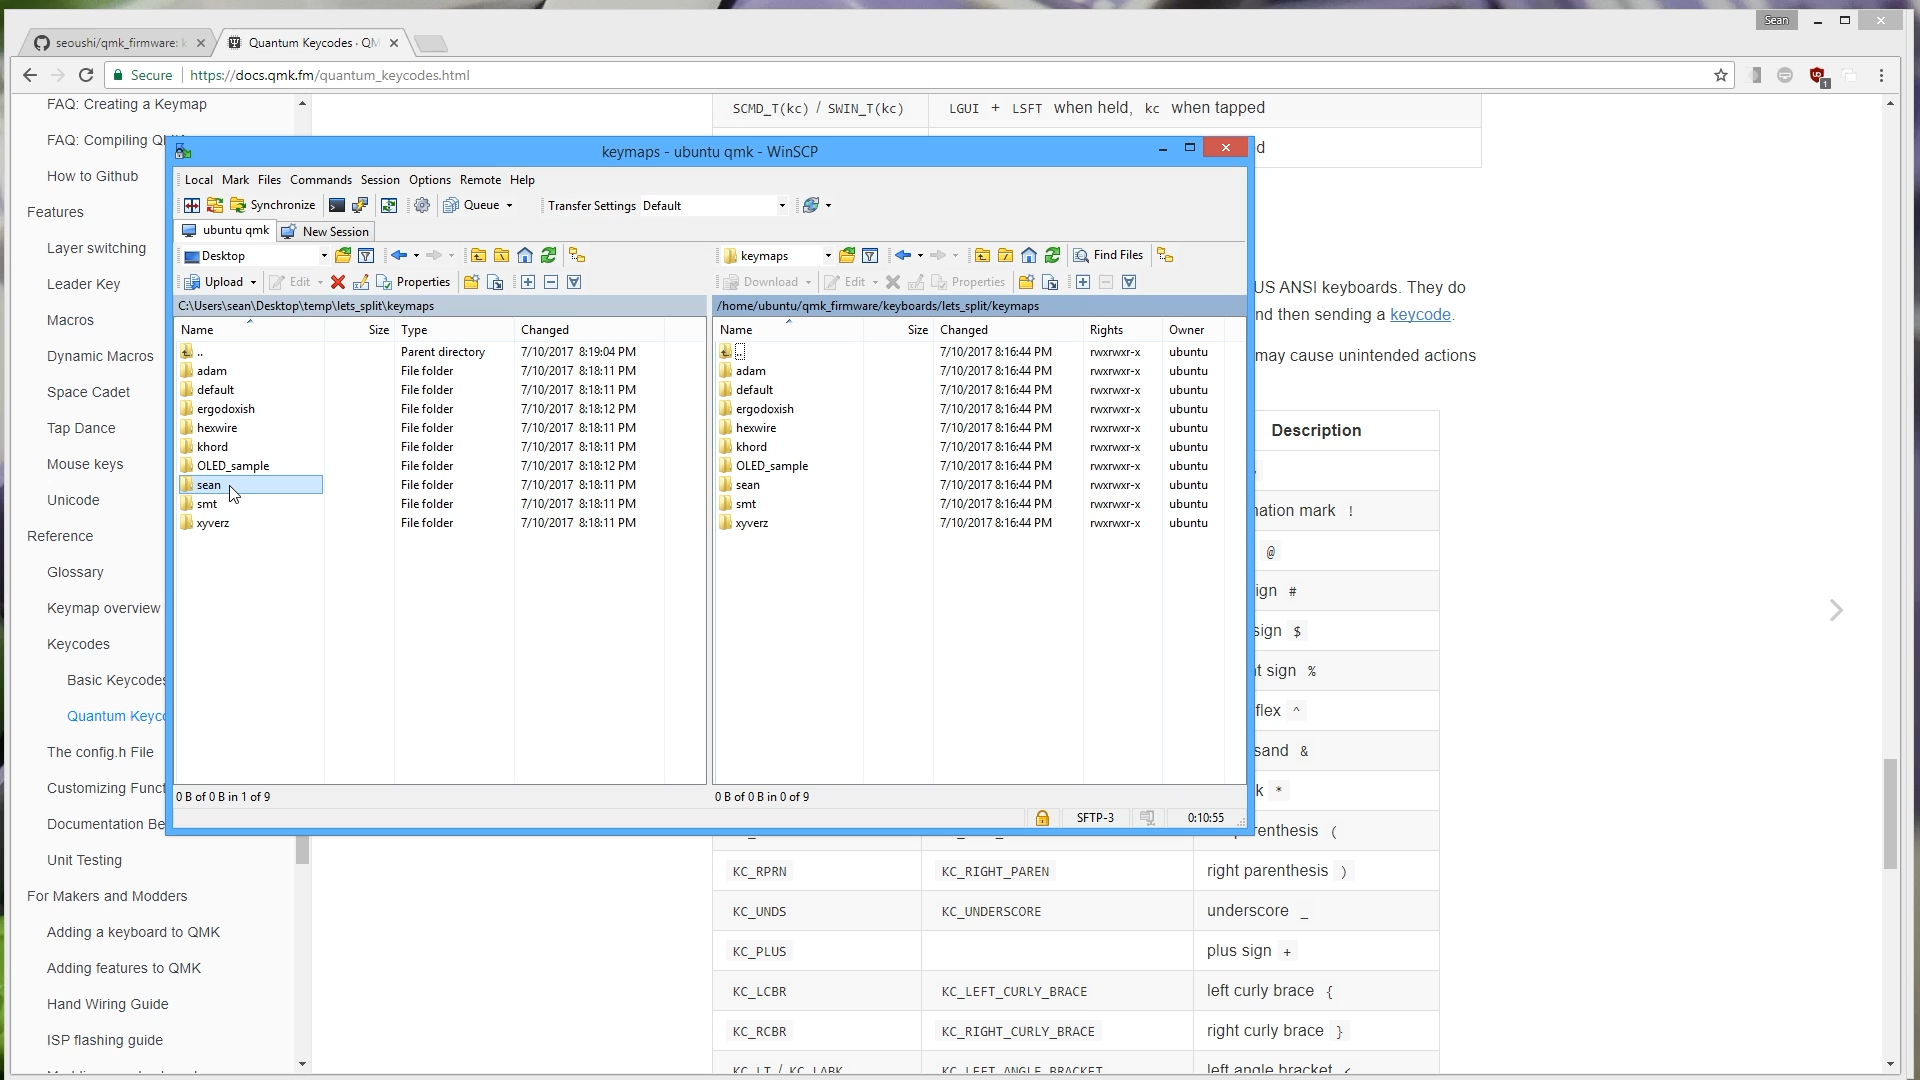 Sean
seoushi/qmk_firmware: k
Quantum Keycodes · QM
Secure
https://docs.qmk.fm/quantum_keycodes.html
FAQ: Creating a Keymap
FAQ: Compiling QMK
How to Github
Features
Layer switching
Leader Key
Macros
Dynamic Macros
Space Cadet
Tap Dance
Mouse keys
Unicode
Reference
Glossary
Keymap overview
Keycodes
Basic Keycodes
Quantum Keyco
The config.h File
Customizing Funct
Documentation Be
Unit Testing
For Makers and Modders
Adding a keyboard to QMK
Adding features to QMK
Hand Wiring Guide
ISP flashing guide
SCMD_T(kc) / SWIN_T(kc) LGUI + LSFT when held, kc when tapped
d
keymaps - ubuntu qmk - WinSCP
Local Mark Files Commands Session Options Remote Help
Synchronize Queue Transfer Settings Default
ubuntu qmk New Session
Desktop keymaps Find Files
Upload Edit Properties Download Edit Properties
C:\Users\sean\Desktop\temp\lets_split\keymaps
Name Size Type Changed
.. Parent directory 7/10/2017 8:19:04 PM
adam File folder 7/10/2017 8:18:11 PM
default File folder 7/10/2017 8:18:11 PM
ergodoxish File folder 7/10/2017 8:18:12 PM
hexwire File folder 7/10/2017 8:18:11 PM
khord File folder 7/10/2017 8:18:11 PM
OLED_sample File folder 7/10/2017 8:18:12 PM
sean File folder 7/10/2017 8:18:11 PM
smt File folder 7/10/2017 8:18:11 PM
xyverz File folder 7/10/2017 8:18:11 PM
0 B of 0 B in 1 of 9
/home/ubuntu/qmk_firmware/keyboards/lets_split/keymaps
Name Size Changed Rights Owner
.. 7/10/2017 8:16:44 PM rwxrwxr-x ubuntu
adam 7/10/2017 8:16:44 PM rwxrwxr-x ubuntu
default 7/10/2017 8:16:44 PM rwxrwxr-x ubuntu
ergodoxish 7/10/2017 8:16:44 PM rwxrwxr-x ubuntu
hexwire 7/10/2017 8:16:44 PM rwxrwxr-x ubuntu
khord 7/10/2017 8:16:44 PM rwxrwxr-x ubuntu
OLED_sample 7/10/2017 8:16:44 PM rwxrwxr-x ubuntu
sean 7/10/2017 8:16:44 PM rwxrwxr-x ubuntu
smt 7/10/2017 8:16:44 PM rwxrwxr-x ubuntu
xyverz 7/10/2017 8:16:44 PM rwxrwxr-x ubuntu
0 B of 0 B in 0 of 9
SFTP-3 0:10:55
US ANSI keyboards. They do
nd then sending a keycode.
may cause unintended actions
Description
nation mark !
@
ign #
sign $
t sign %
flex ^
sand &
k *
enthesis (
KC_RPRN KC_RIGHT_PAREN right parenthesis )
KC_UNDS KC_UNDERSCORE underscore _
KC_PLUS plus sign +
KC_LCBR KC_LEFT_CURLY_BRACE left curly brace {
KC_RCBR KC_RIGHT_CURLY_BRACE right curly brace }
KC_LT / KC_LABK KC_LEFT_ANGLE_BRACKET left angle bracket <